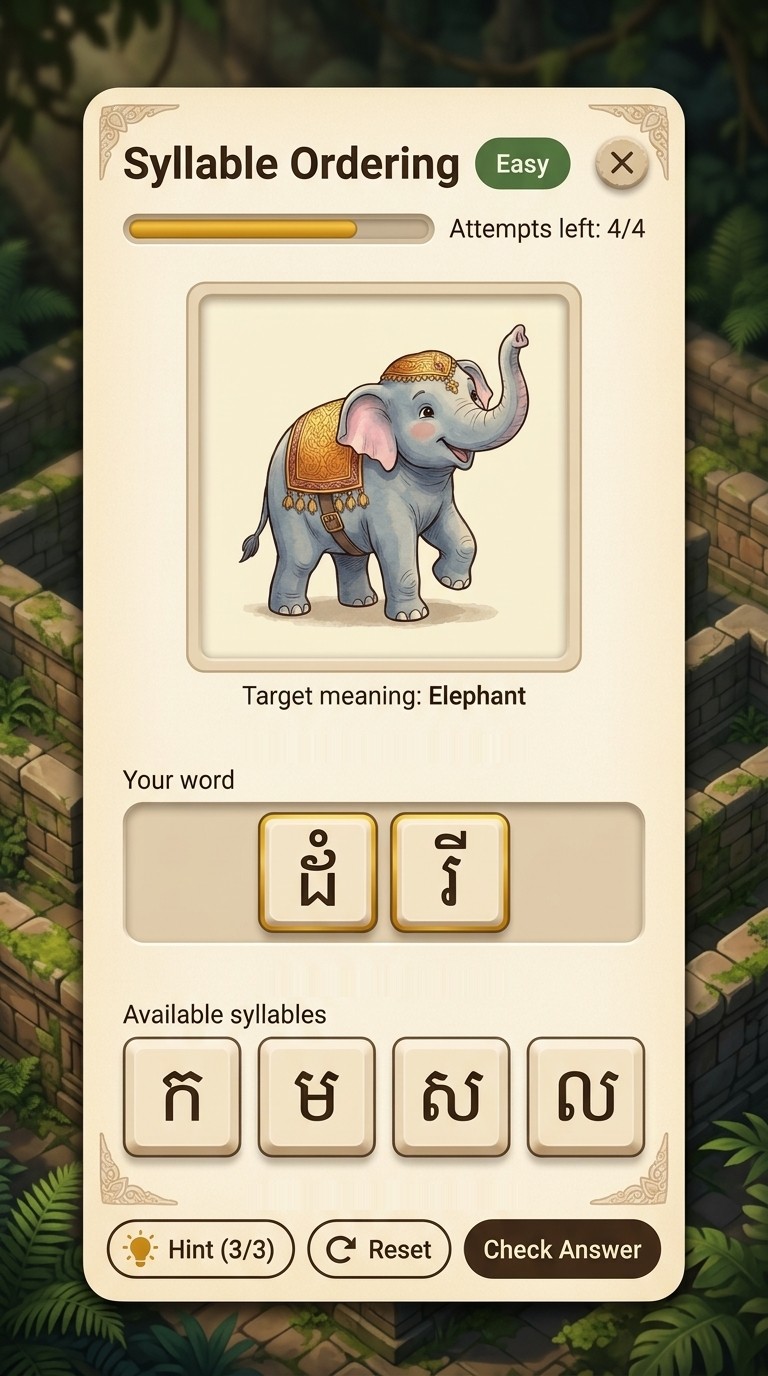 Syllable Ordering
Easy
Attempts left: 4/4
Target meaning: Elephant
Your word
ដំ រី
Available syllables
ក ម ស ល
Hint (3/3)
Reset
Check Answer